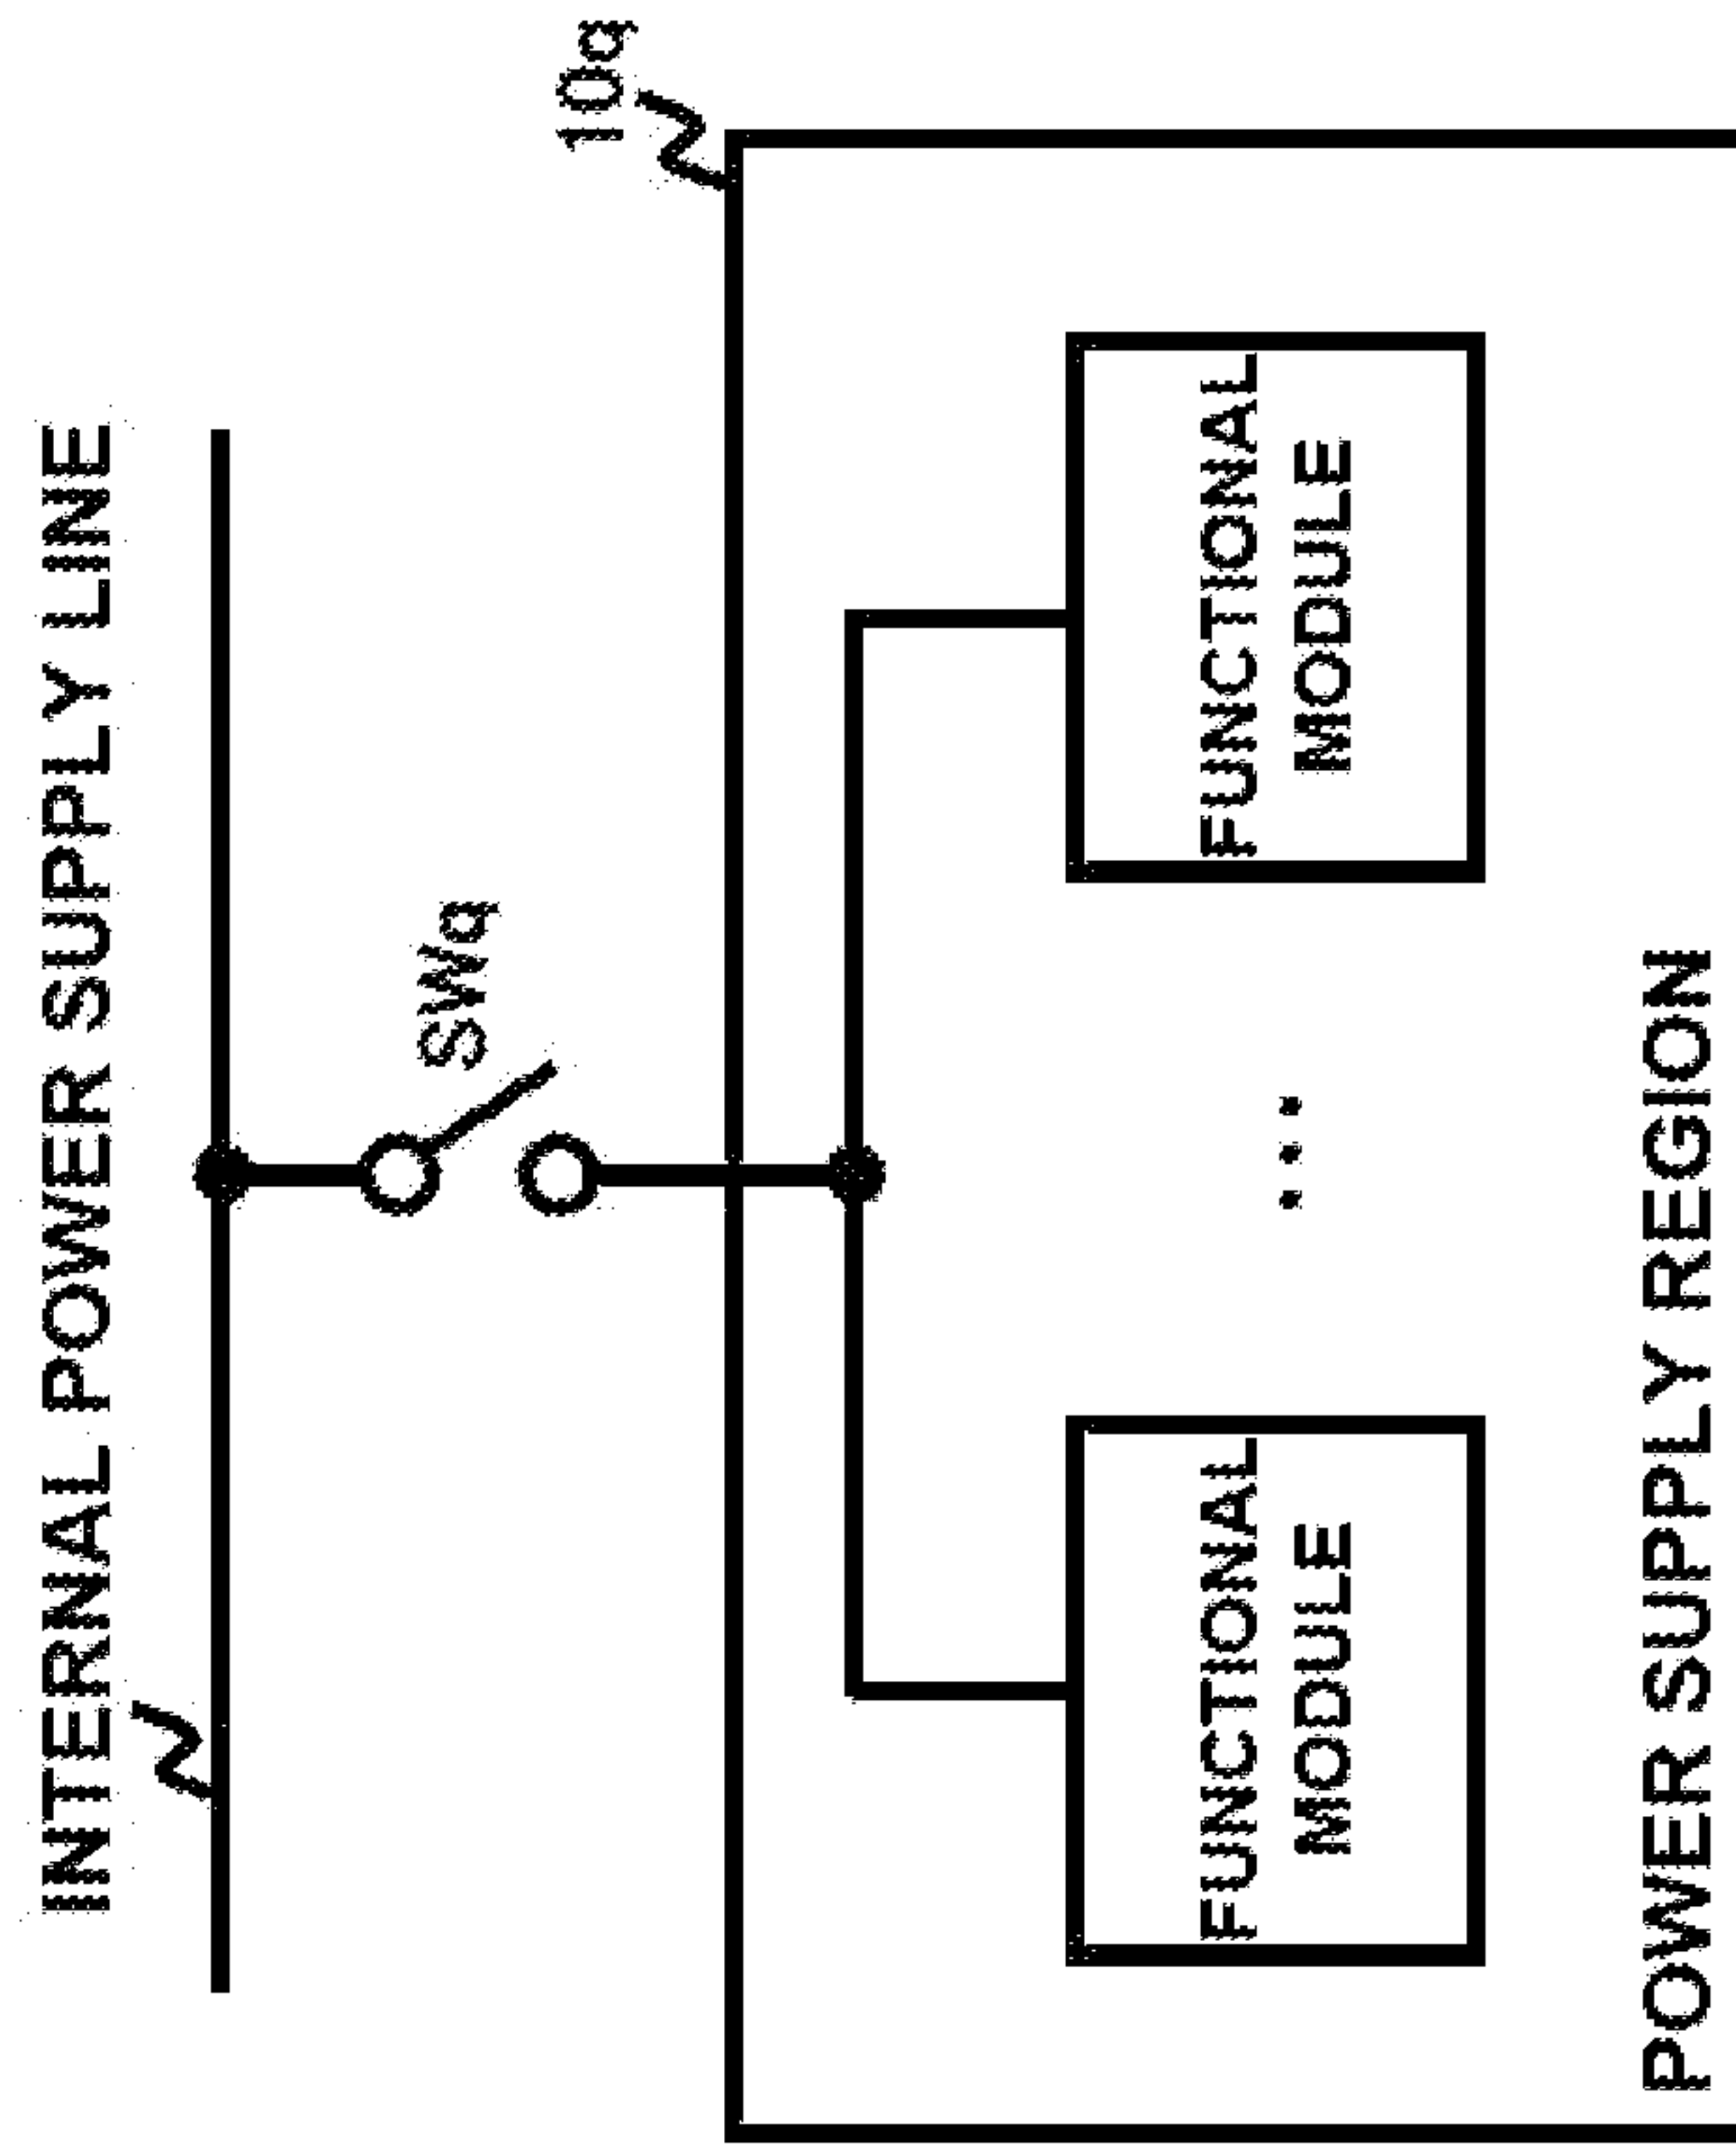 INTERNAL POWER SUPPLY LINE
10q
SWq
FUNCTIONAL
MODULE
FUNCTIONAL
MODULE
POWER SUPPLY REGION